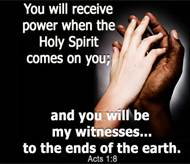 You will receive
power when the
Holy Spirit
comes on you;
and you will be
my witnesses...
to the ends of the earth.
Acts 1:8